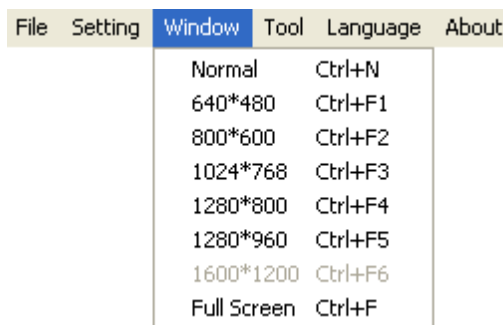 File Setting Window Tool Language About
Normal Ctrl+N
640*480 Ctrl+F1
800*600 Ctrl+F2
1024*768 Ctrl+F3
1280*800 Ctrl+F4
1280*960 Ctrl+F5
1600*1200 Ctrl+F6
Full Screen Ctrl+F